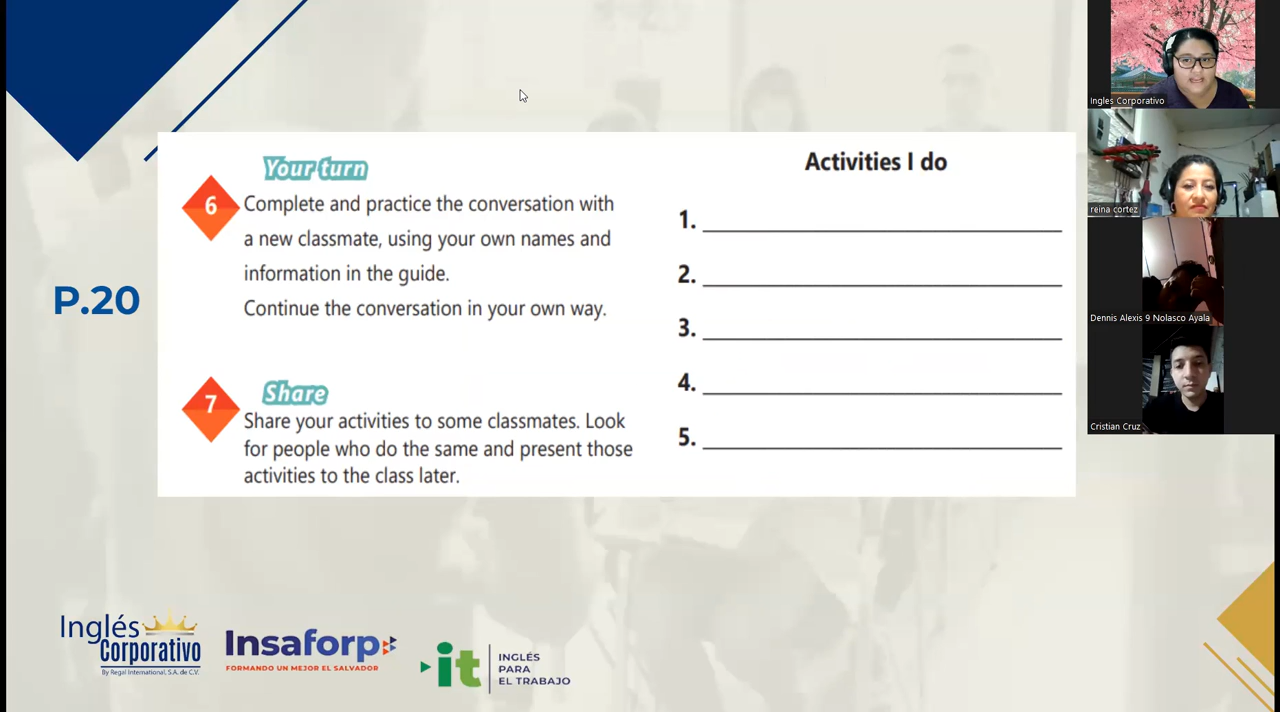 P.20
6
Your turn
Complete and practice the conversation with
a new classmate, using your own names and
information in the guide.
Continue the conversation in your own way.
7
Share
Share your activities to some classmates. Look
for people who do the same and present those
activities to the class later.
Activities I do
1.
2.
3.
4.
5.
Inglés
Corporativo
By Regal International, S.A. de C.V.
Insaforp
FORMANDO UN MEJOR EL SALVADOR
it
INGLÉS
PARA
EL TRABAJO
Ingles Corporativo
reina cortez
Dennis Alexis 9 Nolasco Ayala
Cristian Cruz